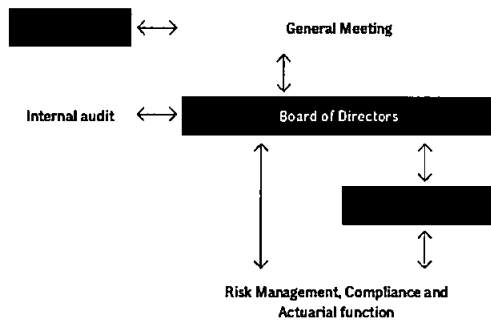 General Meeting
Internal audit
Board of Directors
Risk Management, Compliance and
Actuarial function